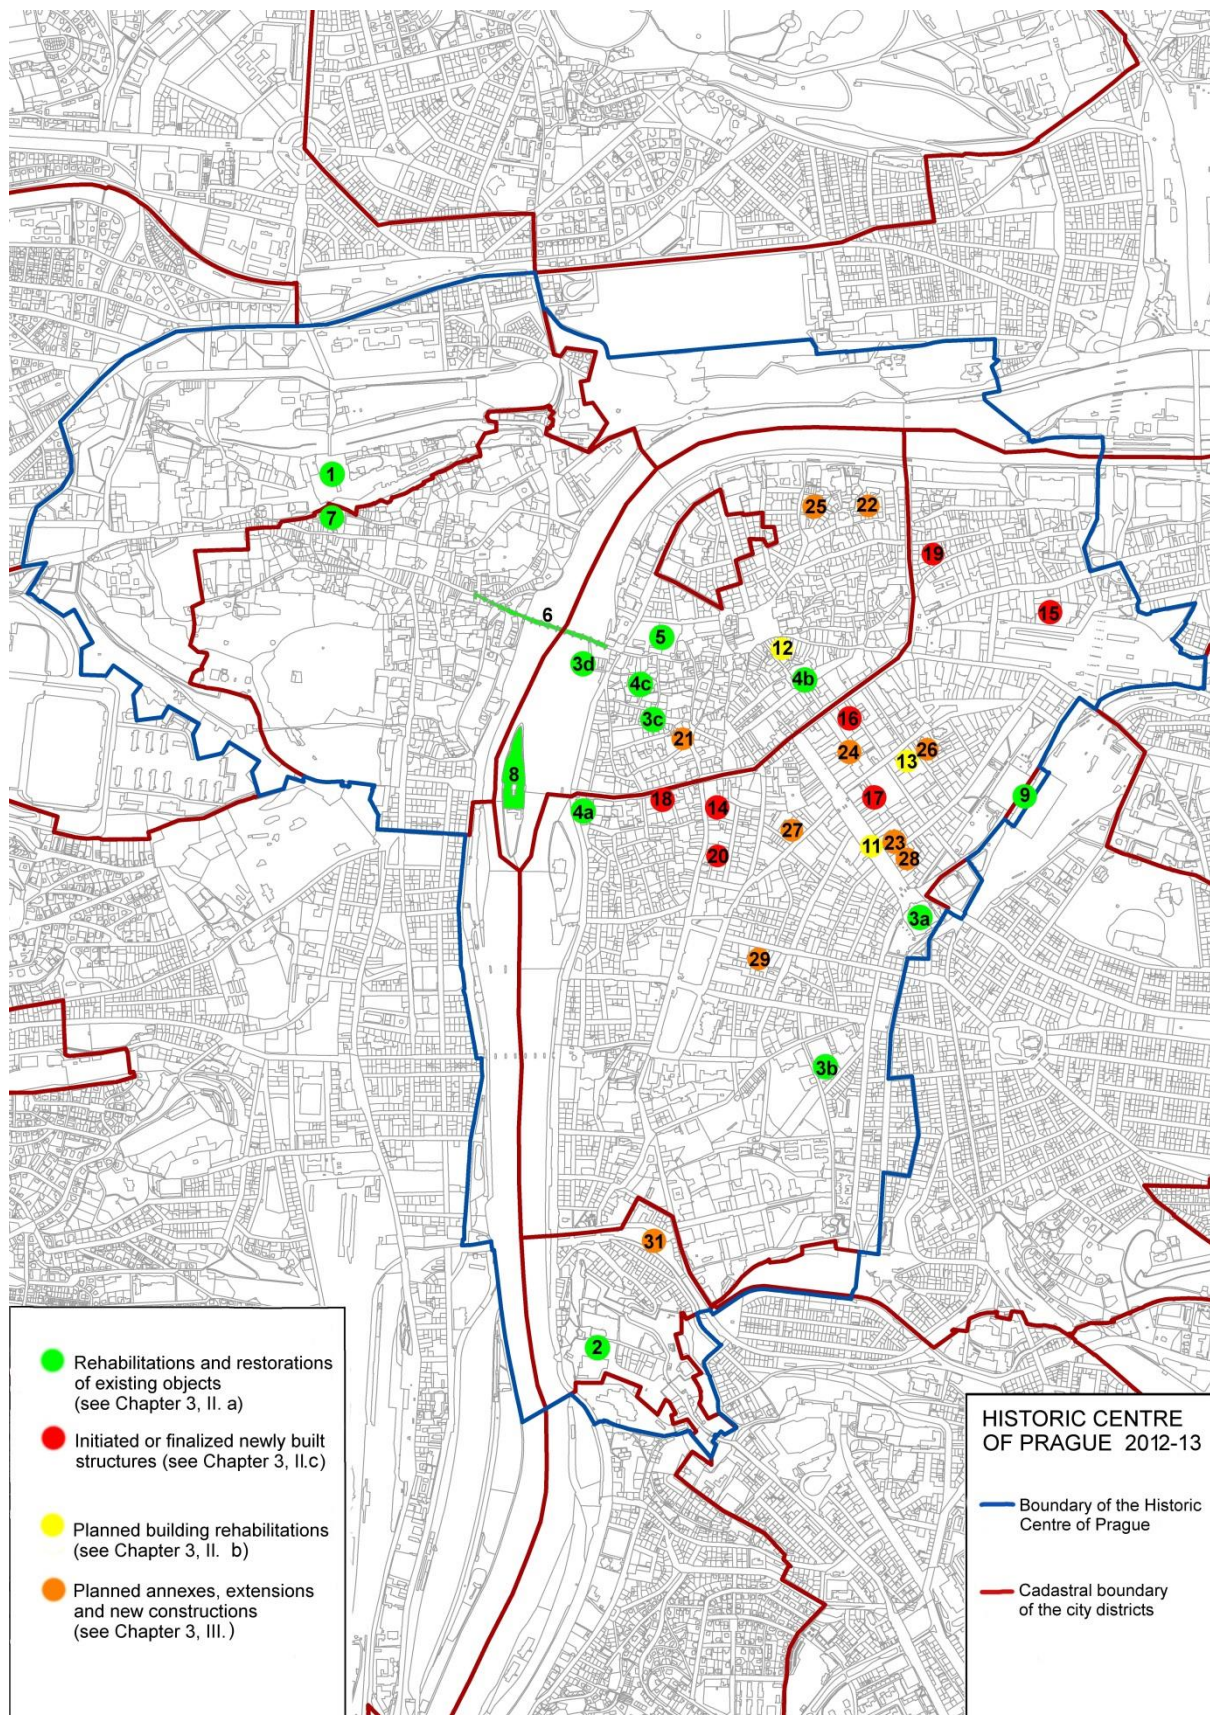 1
7
25
22
19
15
6
5
12
3d
4c
4b
3c
16
21
24
13
26
8
9
17
18
14
4a
27
23
11
28
20
3a
29
3b
31
2
Rehabilitations and restorations
of existing objects
(see Chapter 3, II. a)
Initiated or finalized newly built
structures (see Chapter 3, II.c)
Planned building rehabilitations
(see Chapter 3, II. b)
Planned annexes, extensions
and new constructions
(see Chapter 3, III.)
HISTORIC CENTRE
OF PRAGUE 2012-13
Boundary of the Historic
Centre of Prague
Cadastral boundary
of the city districts